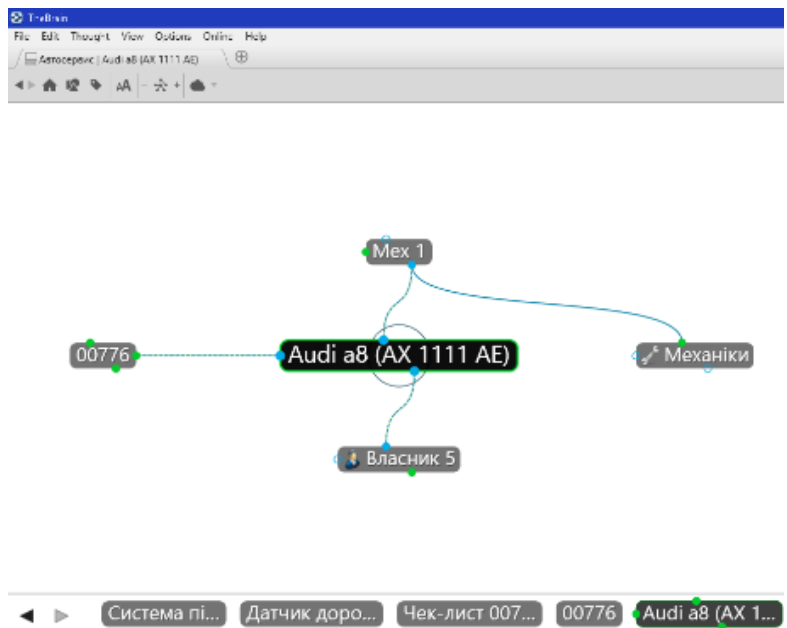 TheBrain
File Edit Thought View Options Online Help
Автосервис | Audi a8 (AX 1111 AE)
AA
Мех 1
00776
Audi a8 (AX 1111 AE)
Механіки
Власник 5
Система пі... Датчик доро... Чек-лист 007... 00776 Audi a8 (AX 1...